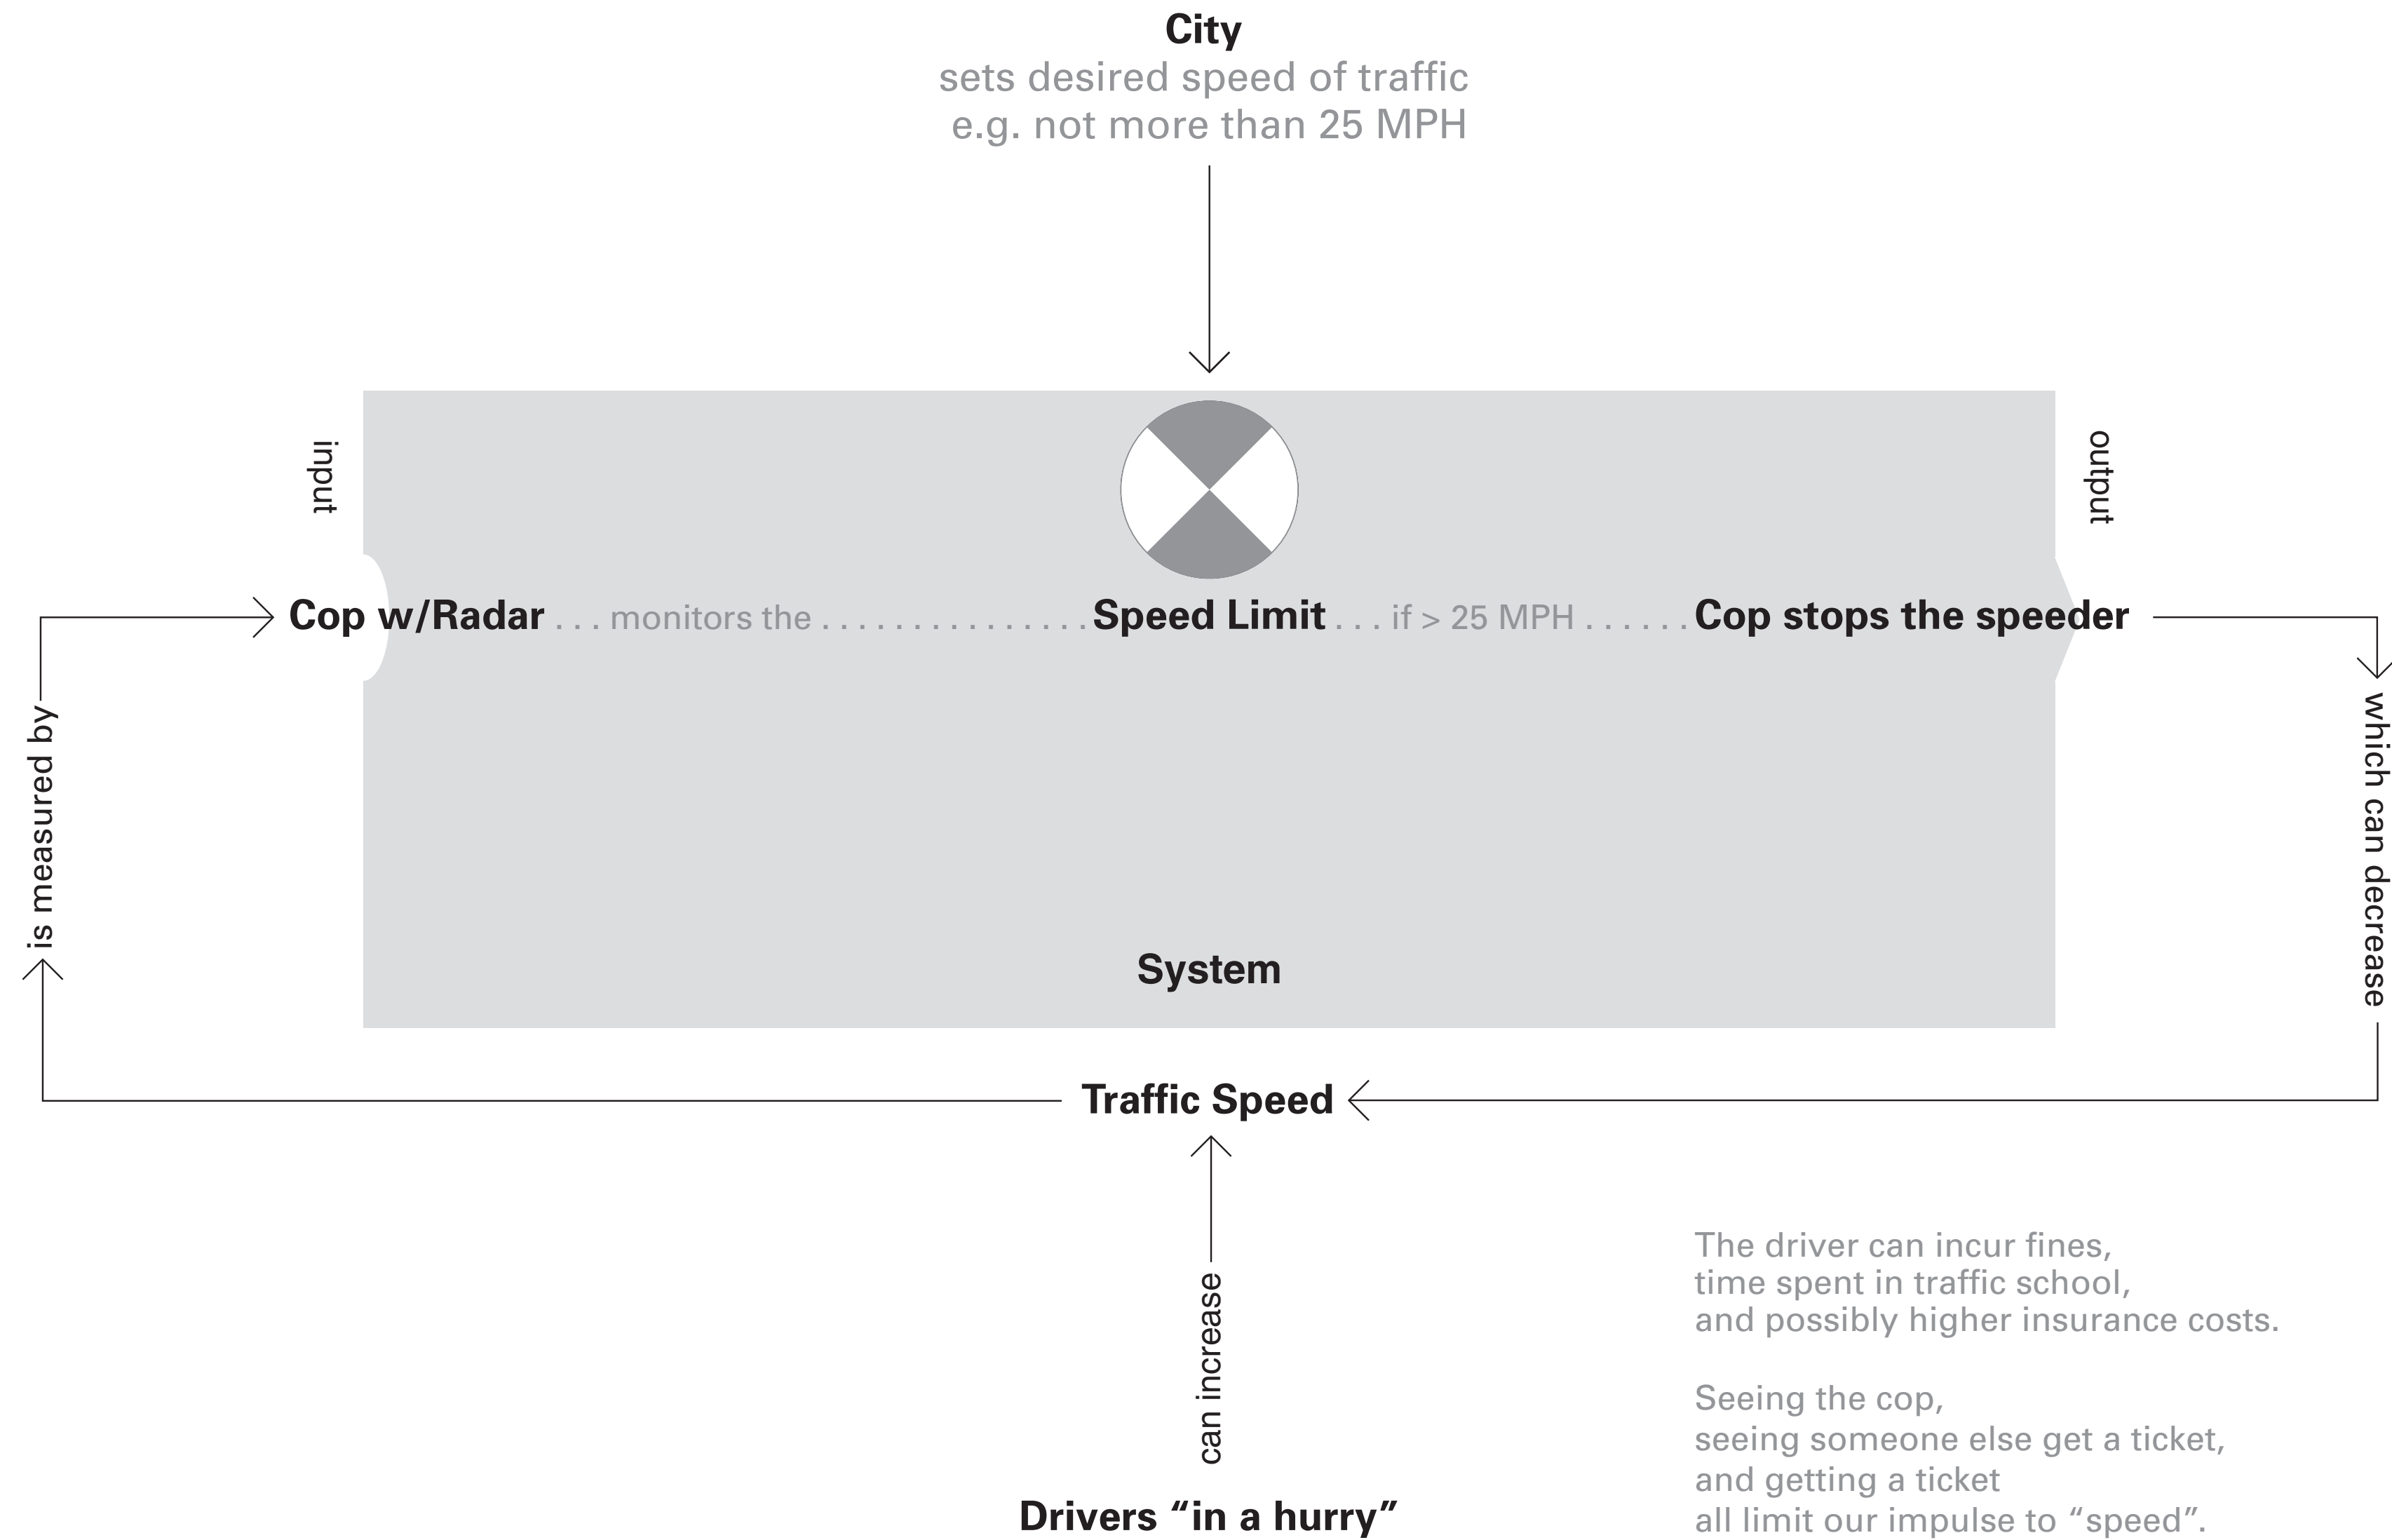 City
sets desired speed of traffic
e.g. not more than 25 MPH
input
output
Cop w/Radar . . . monitors the . . . . . . . . . . . . . . . Speed Limit . . . if > 25 MPH . . . . . . Cop stops the speeder
is measured by
which can decrease
System
Traffic Speed
can increase
Drivers “in a hurry”
The driver can incur fines,
time spent in traffic school,
and possibly higher insurance costs.
Seeing the cop,
seeing someone else get a ticket,
and getting a ticket
all limit our impulse to “speed”.